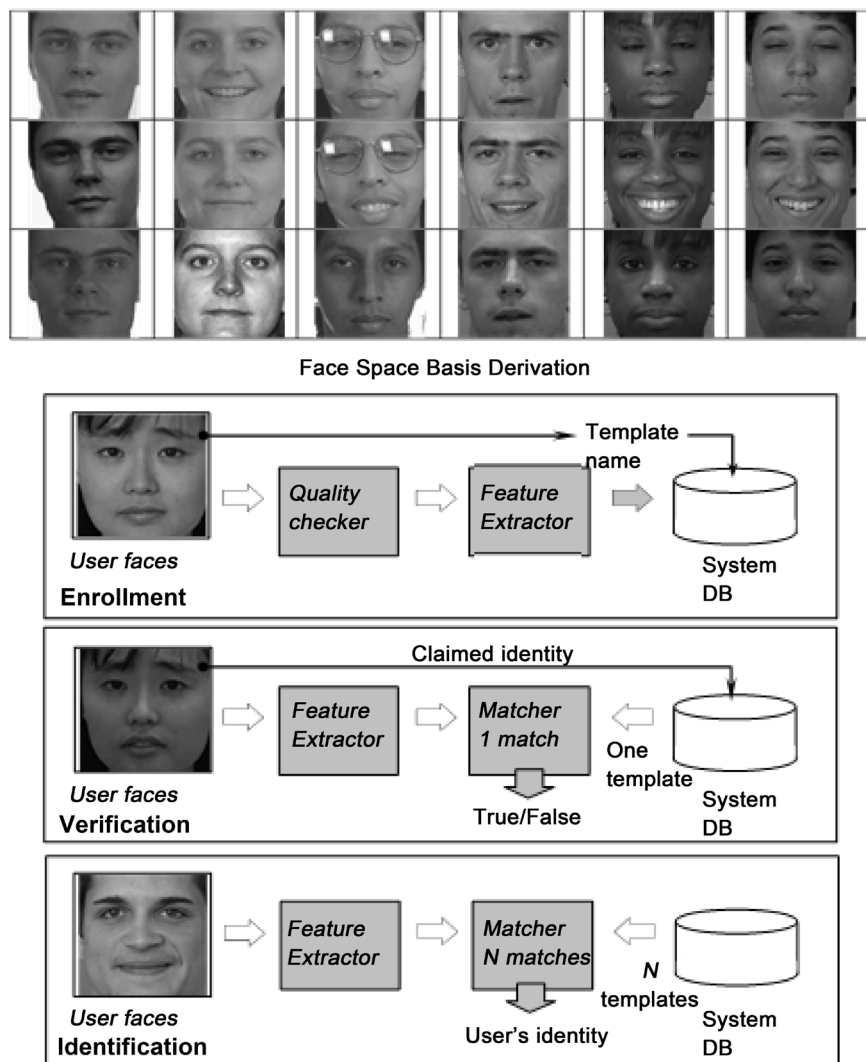 Face Space Basis Derivation
Template
name
Quality
checker
Feature
Extractor
User faces
System
DB
Enrollment
Claimed identity
Feature
Extractor
Matcher
1 match
One
template
User faces
System
DB
Verification
True/False
Feature
Extractor
Matcher
N matches
N
templates
User faces
System
DB
User's identity
Identification